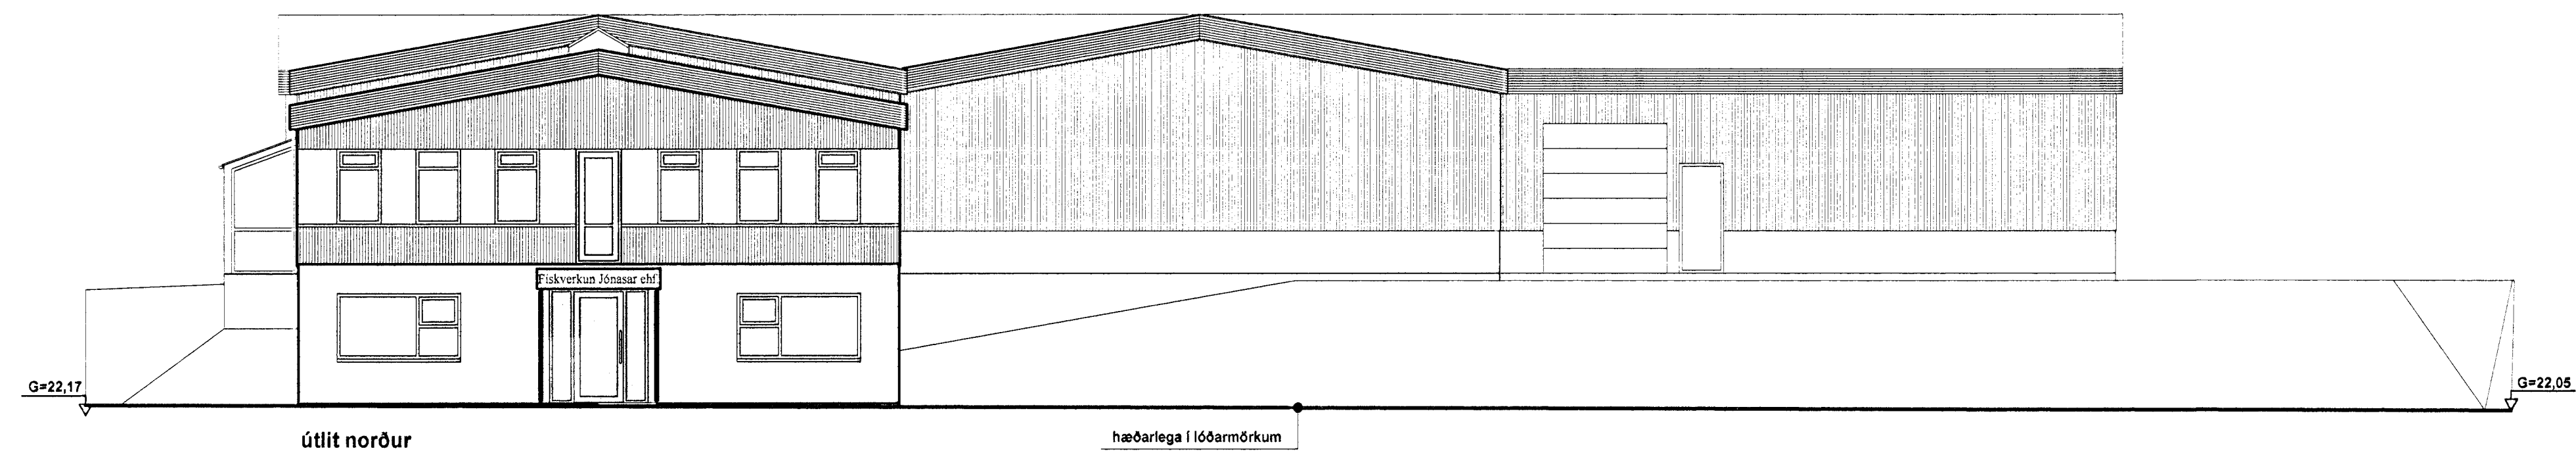 Fiskverkun Jónasar ehf.
G=22,17
G=22,05
útlit norður
hæðarlega í lóðarmörkum